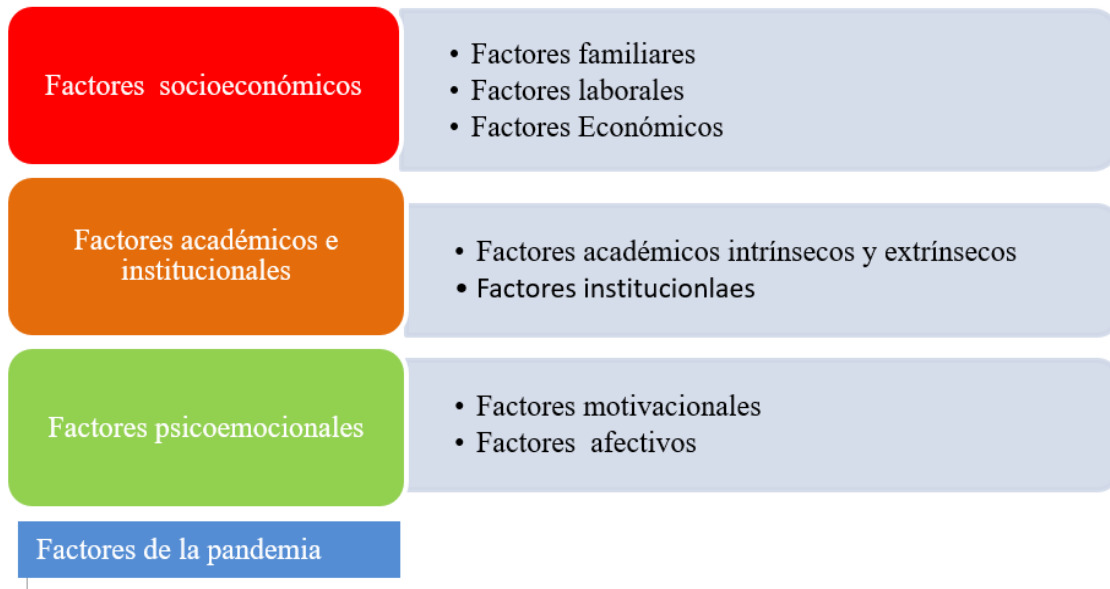 Factores socioeconómicos
• Factores familiares
• Factores laborales
• Factores Económicos
Factores académicos e
institucionales
• Factores académicos intrínsecos y extrínsecos
• Factores institucionlaes
Factores psicoemocionales
• Factores motivacionales
• Factores afectivos
Factores de la pandemia